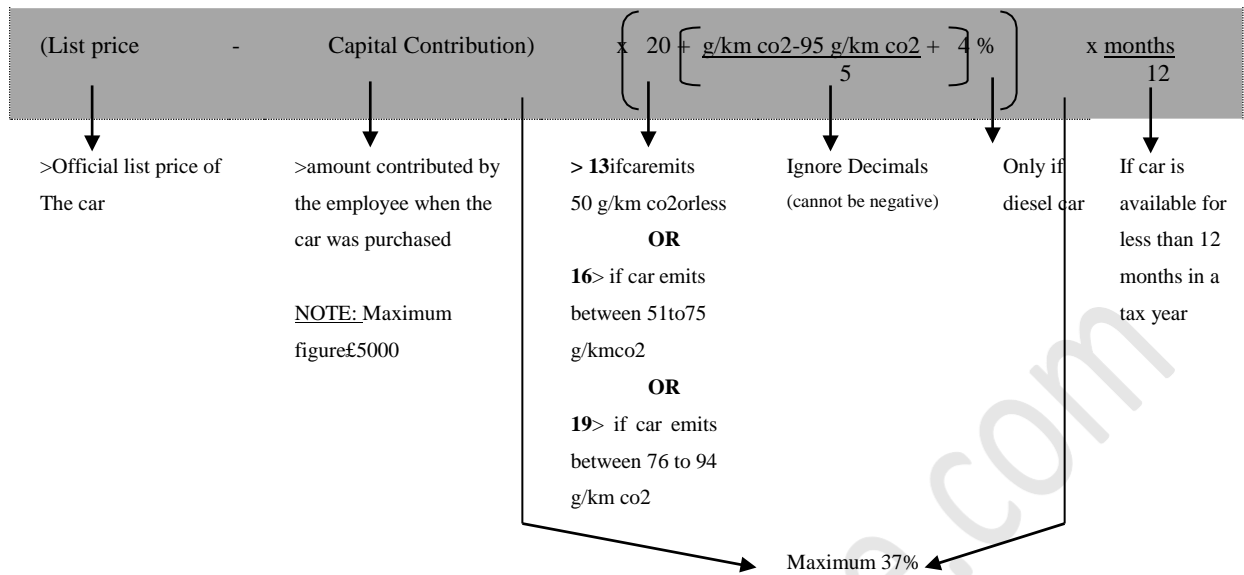 (List price - Capital Contribution) x 20 + g/km co2-95 g/km co2 + 4 % x months
5 12
>Official list price of
The car
>amount contributed by
the employee when the
car was purchased
NOTE: Maximum
figure£5000
> 13ifcaremits
50 g/km co2orless
OR
16> if car emits
between 51to75
g/kmco2
OR
19> if car emits
between 76 to 94
g/km co2
Ignore Decimals
(cannot be negative)
Only if
diesel car
If car is
available for
less than 12
months in a
tax year
Maximum 37%
.com